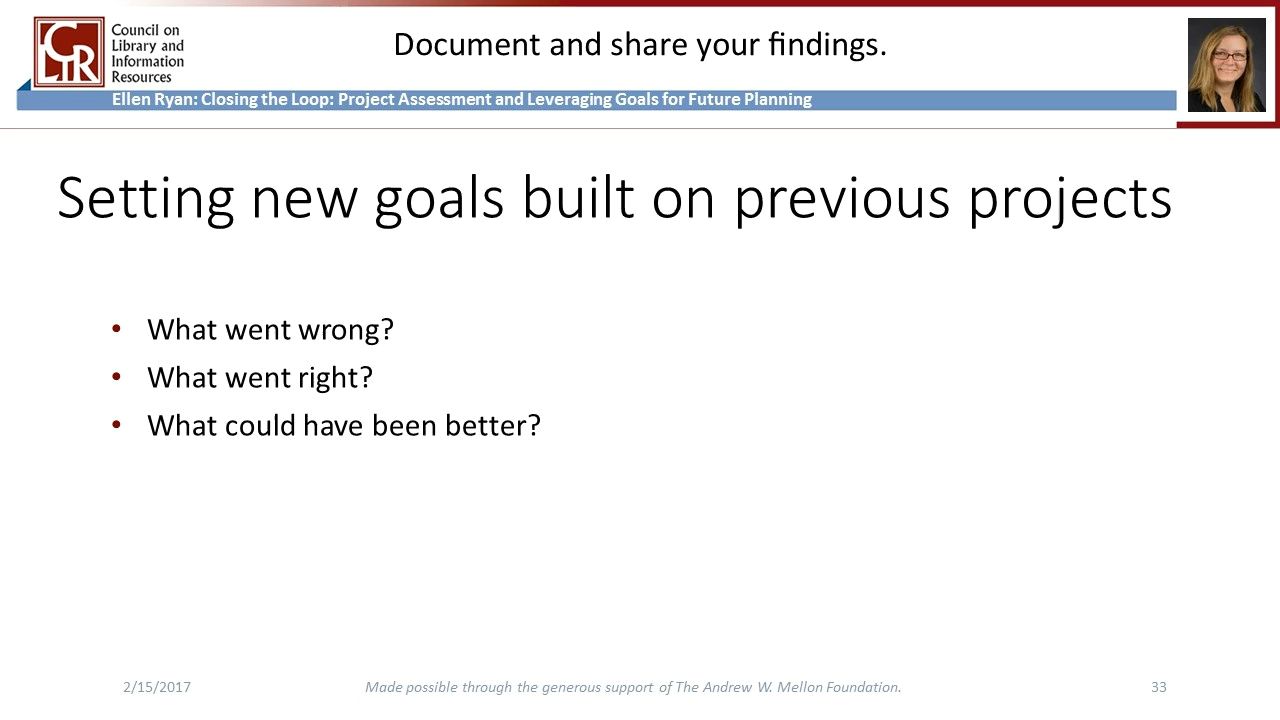 CLIR
Council on
Library and
Information
Resources
Document and share your findings.
Ellen Ryan: Closing the Loop: Project Assessment and Leveraging Goals for Future Planning
Setting new goals built on previous projects
• What went wrong?
• What went right?
• What could have been better?
2/15/2017
Made possible through the generous support of The Andrew W. Mellon Foundation.
33